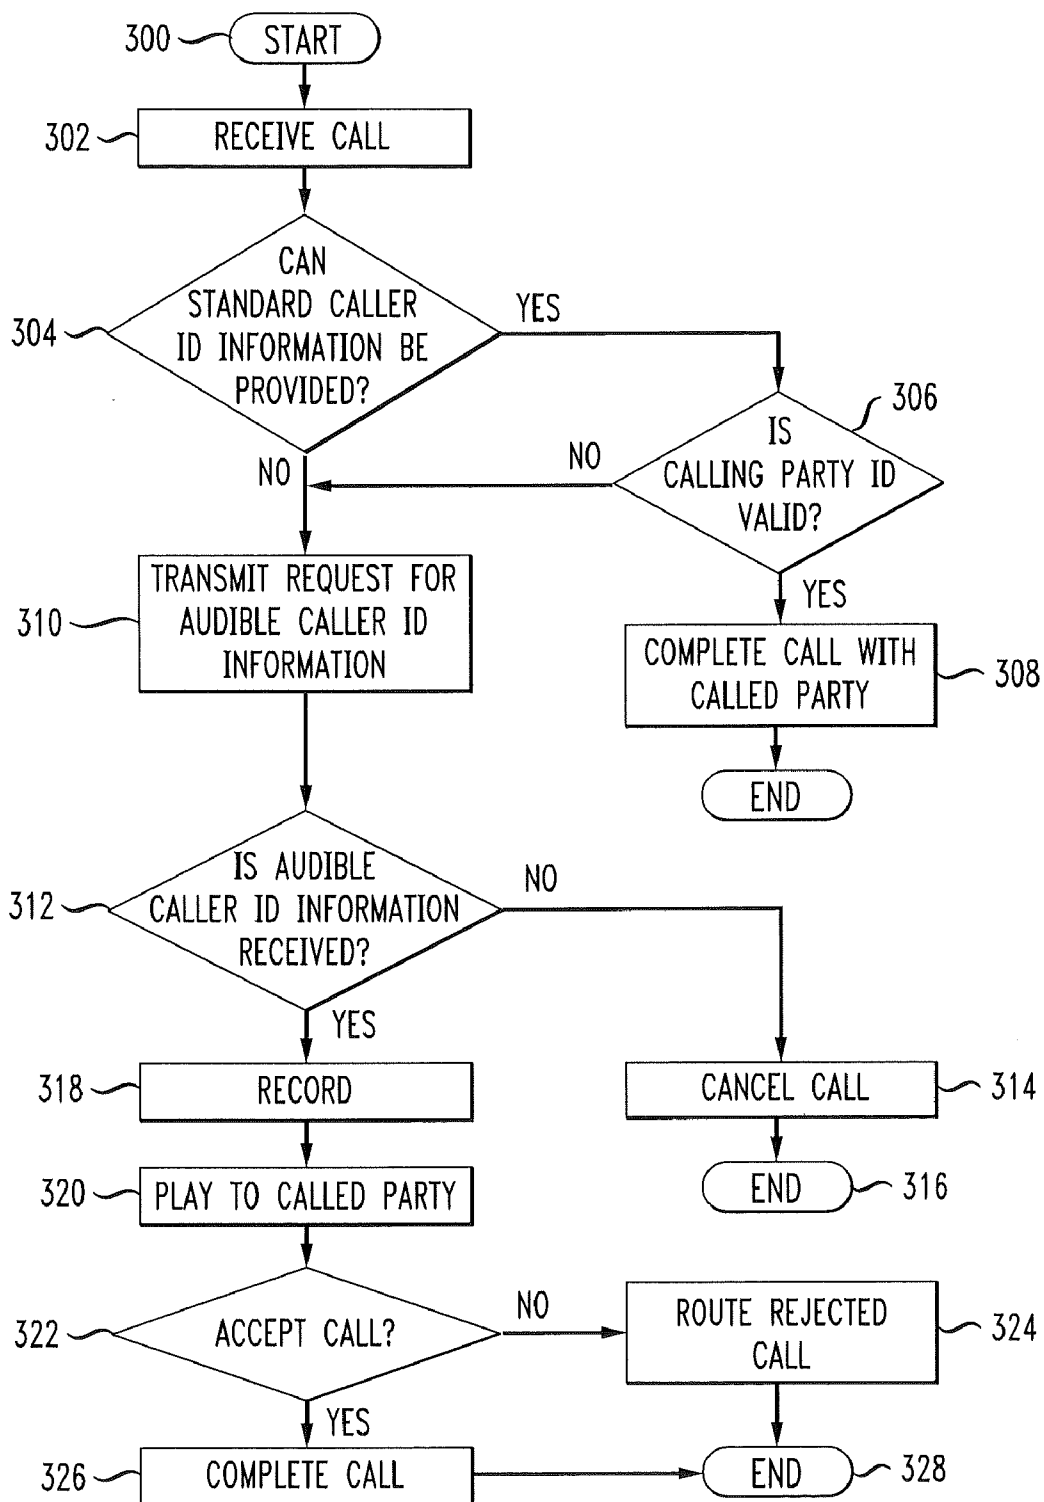 300
START
302
RECEIVE CALL
304
CAN
STANDARD CALLER
ID INFORMATION BE
PROVIDED?
YES
NO
306
IS
CALLING PARTY ID
VALID?
NO
YES
310
TRANSMIT REQUEST FOR
AUDIBLE CALLER ID
INFORMATION
COMPLETE CALL WITH
CALLED PARTY
308
END
312
IS AUDIBLE
CALLER ID INFORMATION
RECEIVED?
NO
YES
318
RECORD
CANCEL CALL
314
320
PLAY TO CALLED PARTY
END
316
322
ACCEPT CALL?
NO
ROUTE REJECTED
CALL
324
YES
326
COMPLETE CALL
END
328